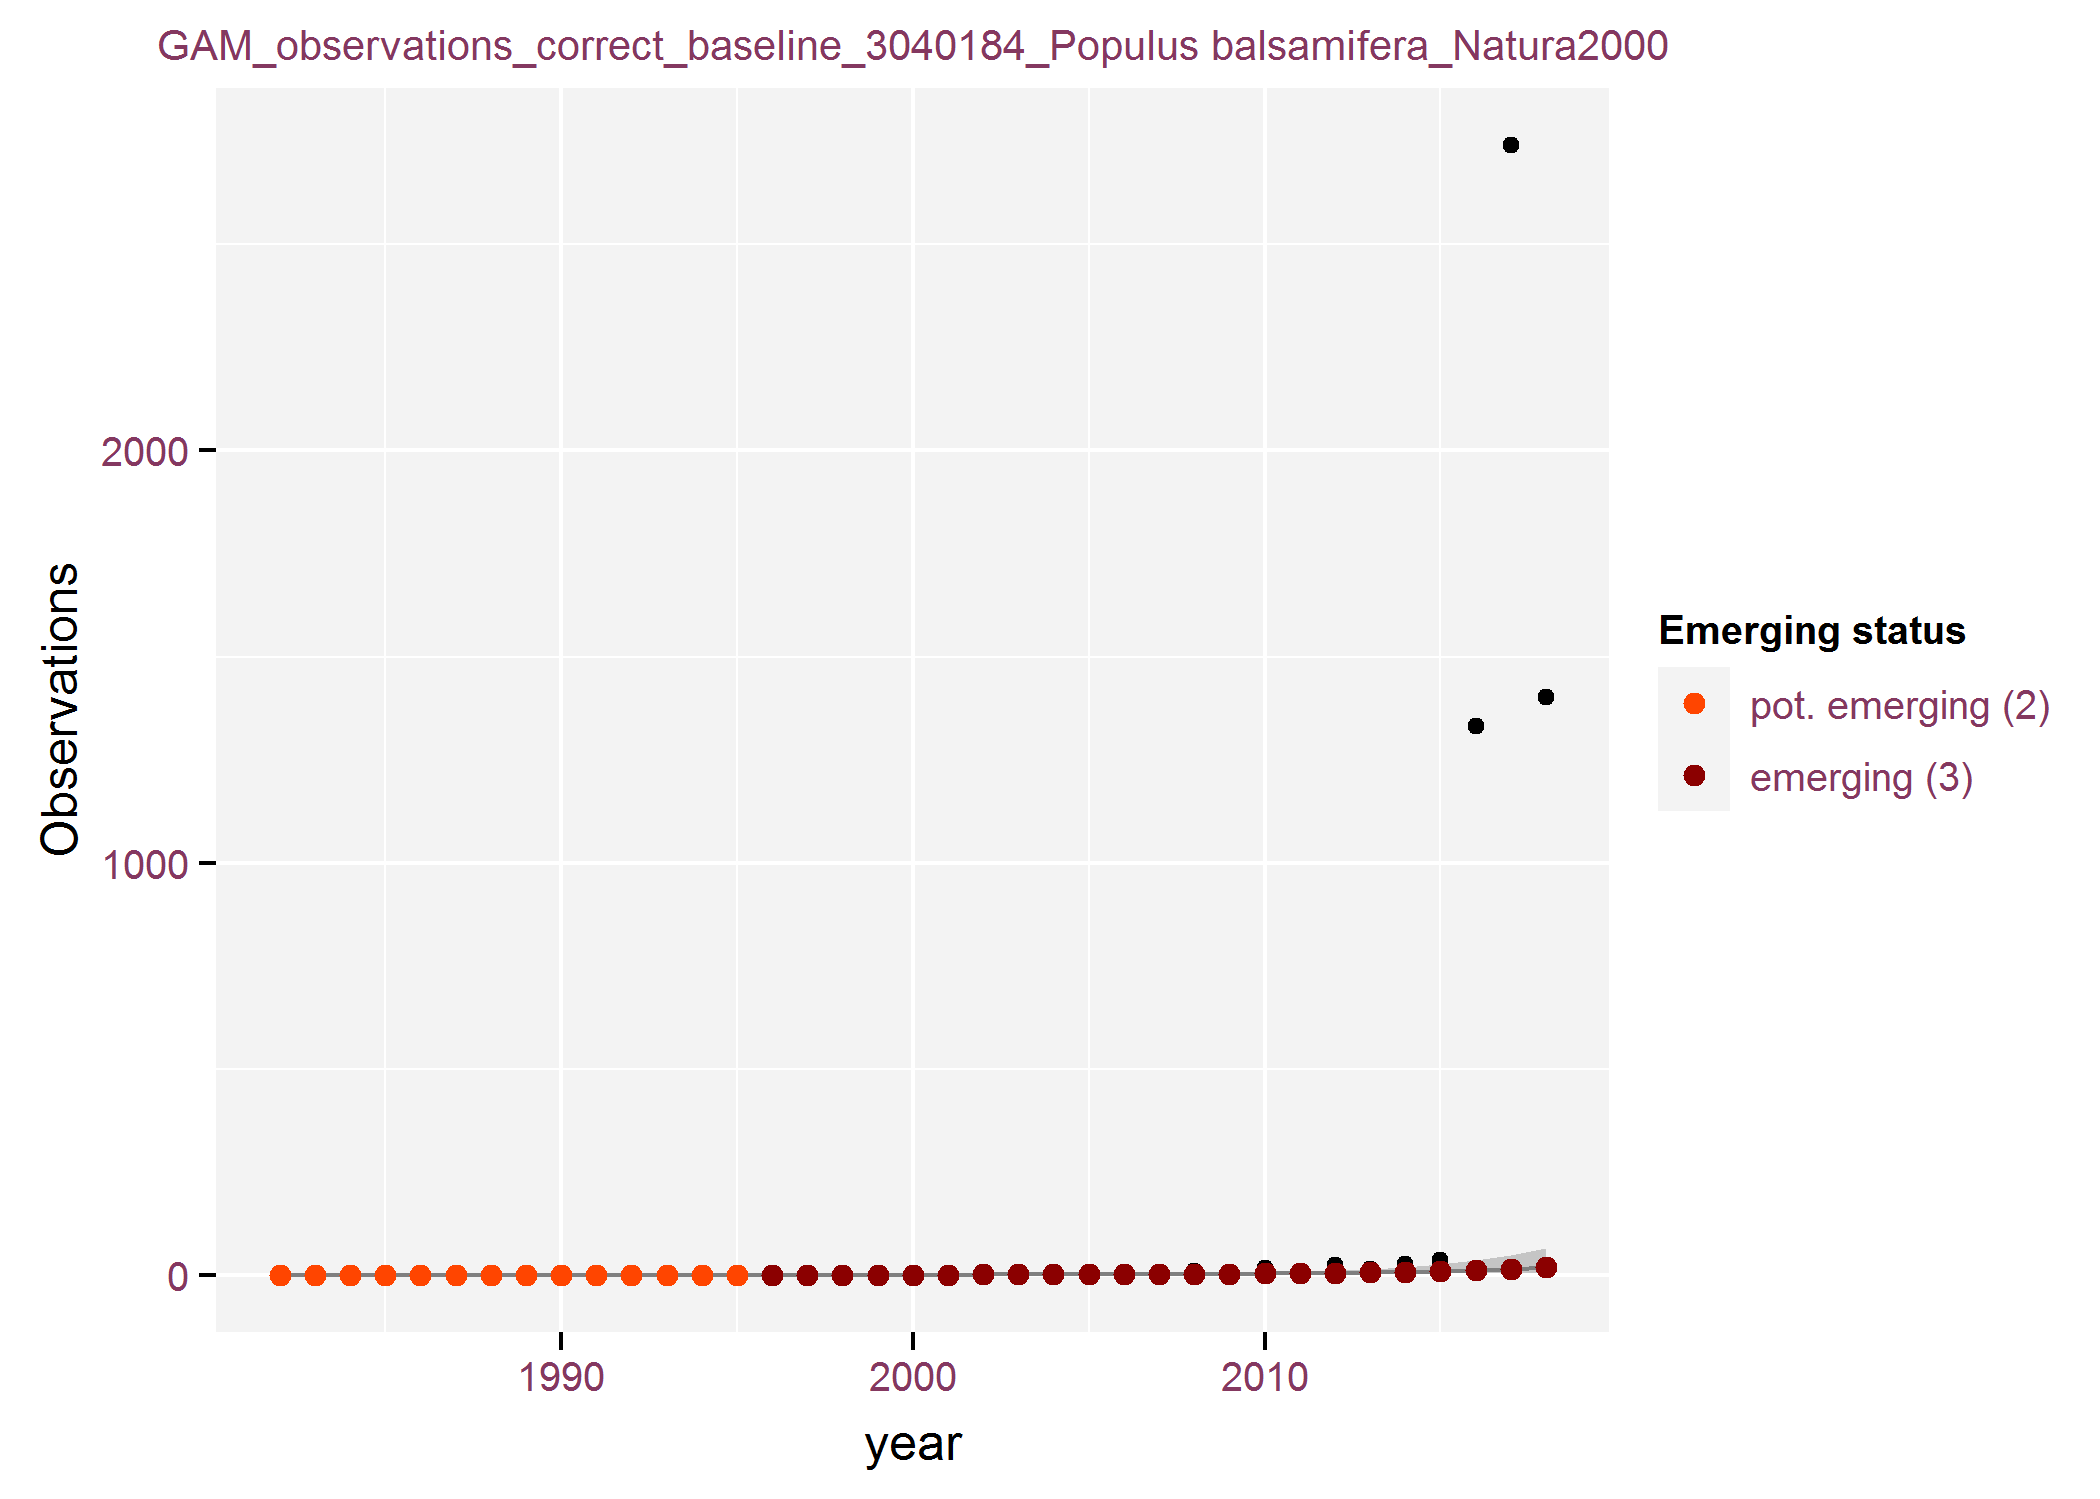 GAM_observations_correct_baseline_3040184_Populus balsamifera_Natura2000
Observations
2000
1000
0
1990
2000
2010
year
Emerging status
pot. emerging (2)
emerging (3)